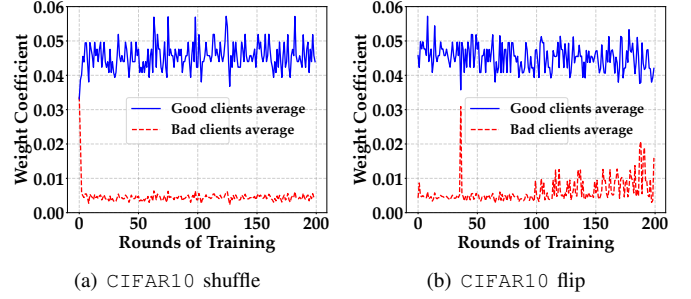 0.06
0.05
0.04
0.03
0.02
0.01
0.00
Weight Coefficient
Good clients average
Bad clients average
0 50 100 150 200
Rounds of Training
(a) CIFAR10 shuffle
0.06
0.05
0.04
0.03
0.02
0.01
0.00
Weight Coefficient
Good clients average
Bad clients average
0 50 100 150 200
Rounds of Training
(b) CIFAR10 flip